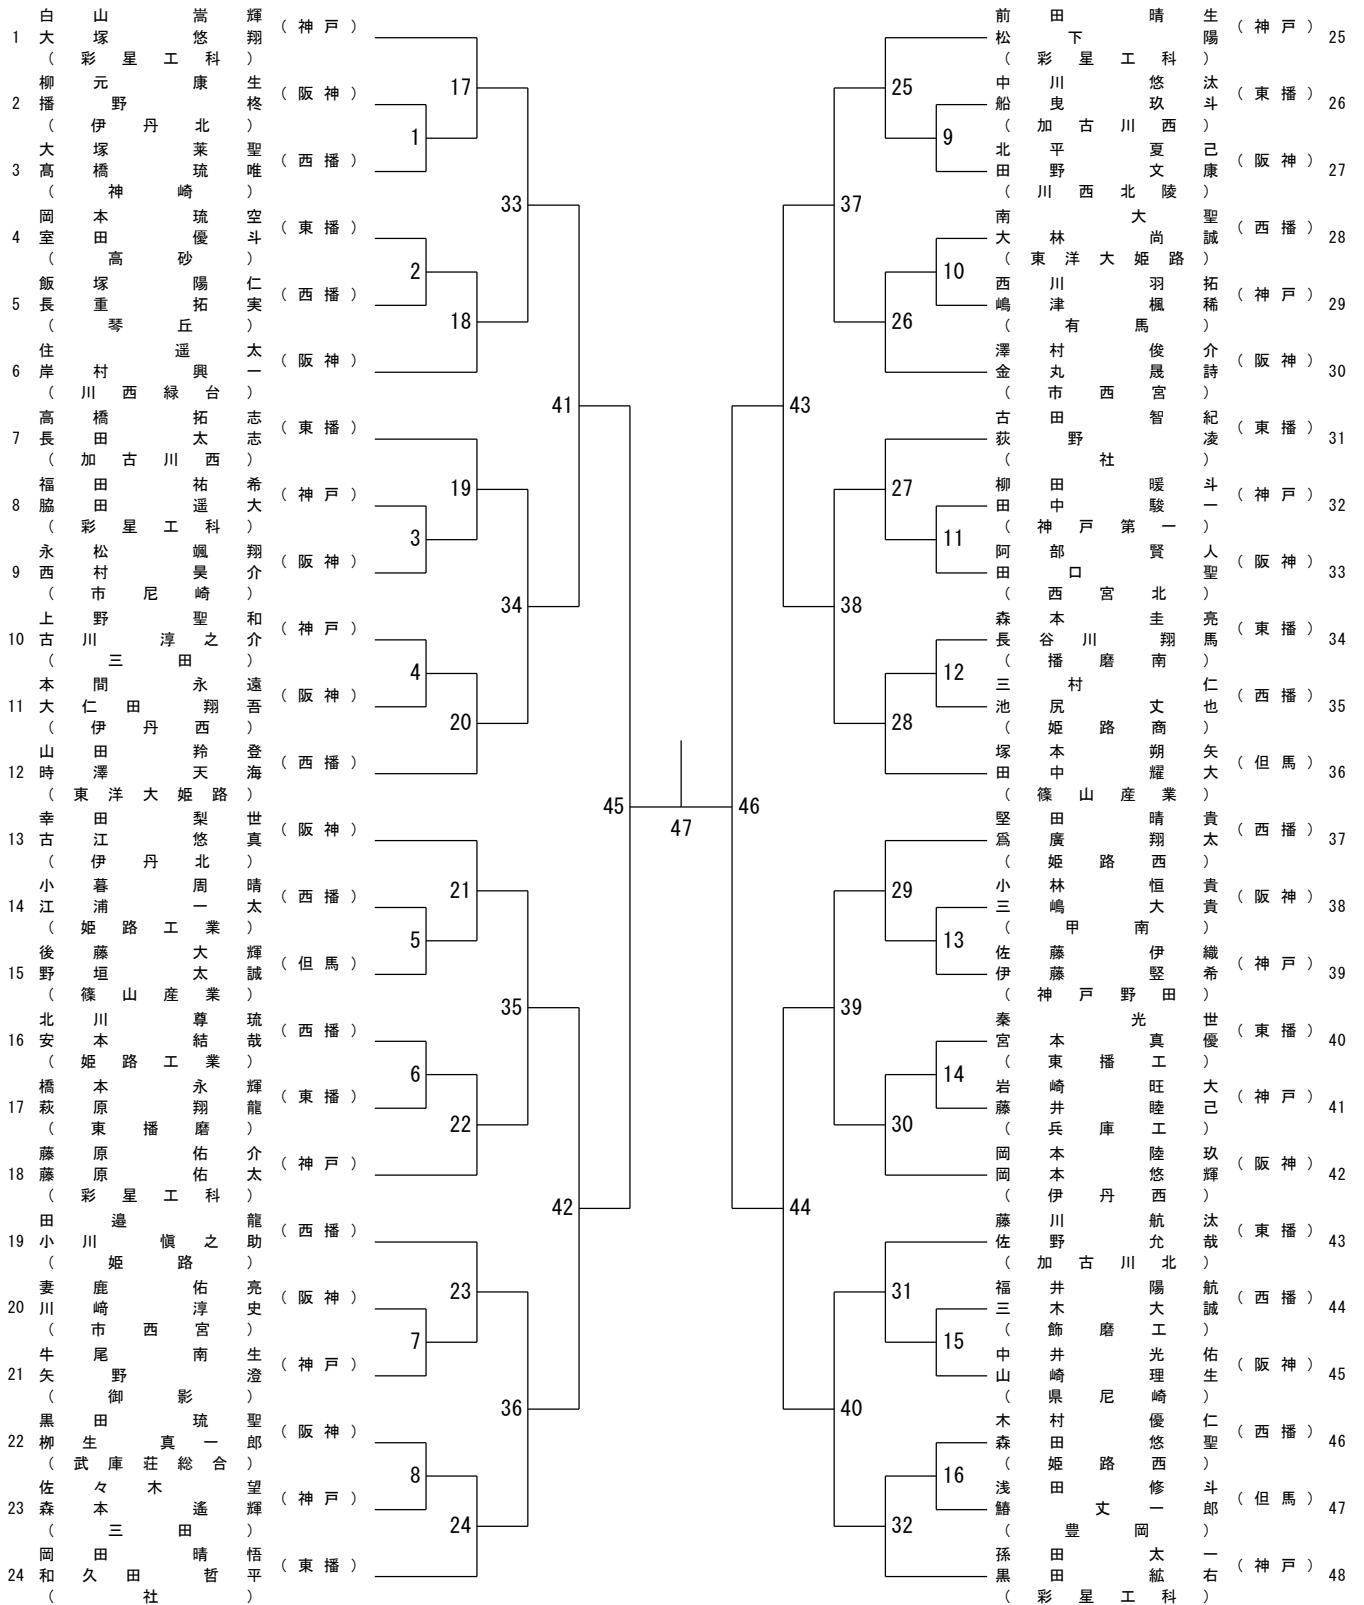 白山 嵩輝
1 大塚 悠翔 （神戸）
（彩星工科）
柳元 康生
2 播野 柊 （阪神）
（伊丹北）
大塚 莱聖
3 髙橋 琉唯 （西播）
（神崎）
岡本 琉空
4 室田 優斗 （東播）
（高砂）
飯塚 陽仁
5 長重 拓実 （西播）
（琴丘）
住 遥太
6 岸村 興一 （阪神）
（川西緑台）
高橋 拓志
7 長田 太志 （東播）
（加古川西）
福田 祐希
8 脇田 遥大 （神戸）
（彩星工科）
永松 颯翔
9 西村 昊介 （阪神）
（市尼崎）
上野 聖和
10 古川 淳之介 （神戸）
（三田）
本間 永遠
11 大仁田 翔吾 （阪神）
（伊丹西）
山田 羚登
12 時澤 天海 （西播）
（東洋大姫路）
幸田 梨世
13 古江 悠真 （阪神）
（伊丹北）
小暮 周晴
14 江浦 一太 （西播）
（姫路工業）
後藤 大輝
15 野垣 太誠 （但馬）
（篠山産業）
北川 尊琉
16 安本 結哉 （西播）
（姫路工業）
橋本 永輝
17 萩原 翔龍 （東播）
（東播磨）
藤原 佑介
18 藤原 佑太 （神戸）
（彩星工科）
田邉 龍
19 小川 愼之助 （西播）
（姫路）
妻鹿 佑亮
20 川﨑 淳史 （阪神）
（市西宮）
牛尾 南生
21 矢野 澄 （神戸）
（御影）
黒田 琉聖
22 栁生 真一郎 （阪神）
（武庫荘総合）
佐々木 望
23 森本 遙輝 （神戸）
（三田）
岡田 晴悟
24 和久田 哲平 （東播）
（社）
1
2
3
4
5
6
7
8
17
18
19
20
21
22
23
24
33
34
35
36
41
42
45
47
46
43
44
37
38
39
40
25
26
27
28
29
30
31
32
9
10
11
12
13
14
15
16
前田 晴生
松下 陽 （神戸） 25
（彩星工科）
中川 悠汰
船曳 玖斗 （東播） 26
（加古川西）
北平 夏己
田野 文康 （阪神） 27
（川西北陵）
南 大聖
大林 尚誠 （西播） 28
（東洋大姫路）
西川 羽拓
嶋津 楓稀 （神戸） 29
（有馬）
澤村 俊介
金丸 晟詩 （阪神） 30
（市西宮）
古田 智紀
荻野 凌 （東播） 31
（社）
柳田 暖斗
田中 駿一 （神戸） 32
（神戸第一）
阿部 賢人
田口 聖 （阪神） 33
（西宮北）
森本 圭亮
長谷川 翔馬 （東播） 34
（播磨南）
三村 仁
池尻 丈也 （西播） 35
（姫路商）
塚本 朔矢
田中 耀大 （但馬） 36
（篠山産業）
堅田 晴貴
爲廣 翔太 （西播） 37
（姫路西）
小林 恒貴
三嶋 大貴 （阪神） 38
（甲南）
佐藤 伊織
伊藤 竪希 （神戸） 39
（神戸野田）
秦 光世
宮本 真優 （東播） 40
（東播工）
岩崎 旺大
藤井 睦己 （神戸） 41
（兵庫工）
岡本 陸玖
岡本 悠輝 （阪神） 42
（伊丹西）
藤川 航汰
佐野 允哉 （東播） 43
（加古川北）
福井 陽航
三木 大誠 （西播） 44
（飾磨工）
中井 光佑
山崎 理生 （阪神） 45
（県尼崎）
木村 優仁
森田 悠聖 （西播） 46
（姫路西）
浅田 修斗
鰆 丈一郎 （但馬） 47
（豊岡）
孫田 太一
黒田 紘右 （神戸） 48
（彩星工科）